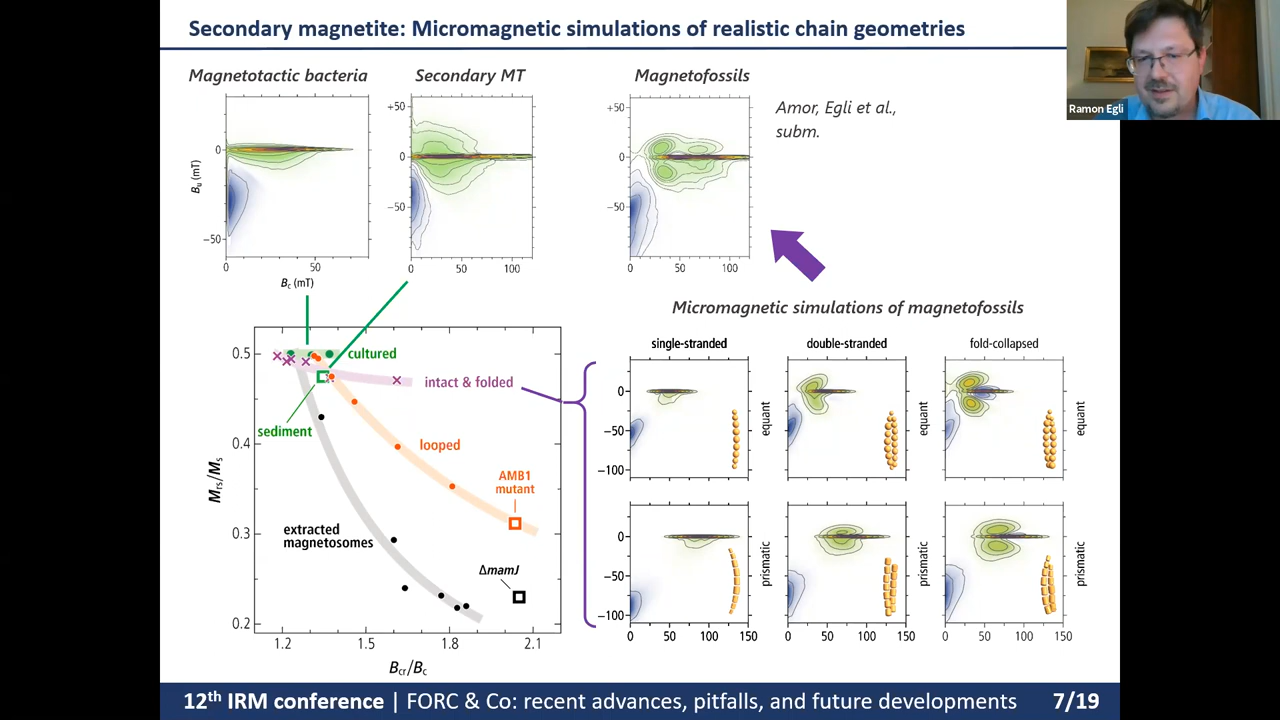 Secondary magnetite: Micromagnetic simulations of realistic chain geometries
Ramon Egli
Magnetotactic bacteria
Secondary MT
Magnetofossils
Amor, Egli et al.,
subm.
0
−50
Bu (mT)
0
50
Bc (mT)
+50
0
−50
0
50
100
+50
0
−50
0
50
100
Micromagnetic simulations of magnetofossils
single-stranded
double-stranded
fold-collapsed
0
−50
−100
equant
equant
equant
0
−50
−100
prismatic
prismatic
prismatic
0
50
100
150
0
50
100
150
0
50
100
150
0.5
0.4
0.3
0.2
Mrs/Ms
cultured
intact & folded
sediment
looped
AMB1
mutant
extracted
magnetosomes
ΔmamJ
1.2
1.5
1.8
2.1
Bcr/Bc
12th IRM conference | FORC & Co: recent advances, pitfalls, and future developments 7/19